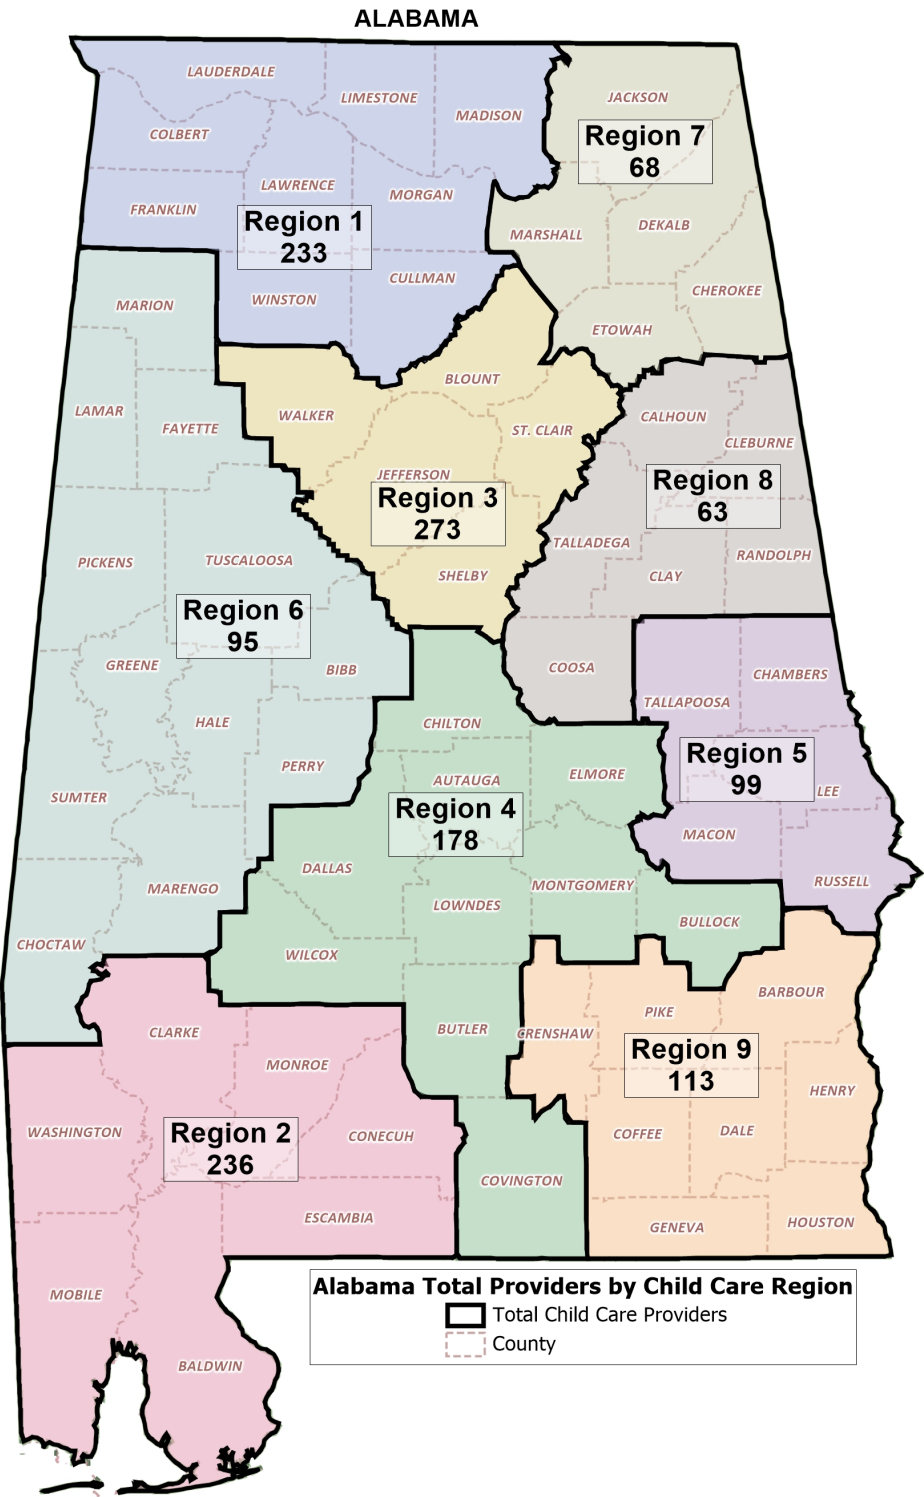 ALABAMA
LAUDERDALE
LIMESTONE
MADISON
COLBERT
LAWRENCE
MORGAN
FRANKLIN
Region 1
233
CULLMAN
WINSTON
JACKSON
Region 7
68
DEKALB
MARSHALL
CHEROKEE
ETOWAH
MARION
LAMAR
FAYETTE
PICKENS
TUSCALOOSA
Region 6
95
GREENE
BIBB
HALE
PERRY
SUMTER
MARENGO
CHOCTAW
BLOUNT
WALKER
ST. CLAIR
JEFFERSON
Region 3
273
SHELBY
CALHOUN
CLEBURNE
Region 8
63
TALLADEGA
RANDOLPH
CLAY
COOSA
CHAMBERS
TALLAPOOSA
Region 5
99
LEE
MACON
RUSSELL
CHILTON
ELMORE
AUTAUGA
Region 4
178
DALLAS
MONTGOMERY
LOWNDES
BULLOCK
WILCOX
BUTLER
COVINGTON
BARBOUR
PIKE
CRENSHAW
Region 9
113
HENRY
COFFEE
DALE
GENEVA
HOUSTON
CLARKE
MONROE
WASHINGTON
Region 2
236
CONECUH
ESCAMBIA
MOBILE
BALDWIN
Alabama Total Providers by Child Care Region
Total Child Care Providers
County